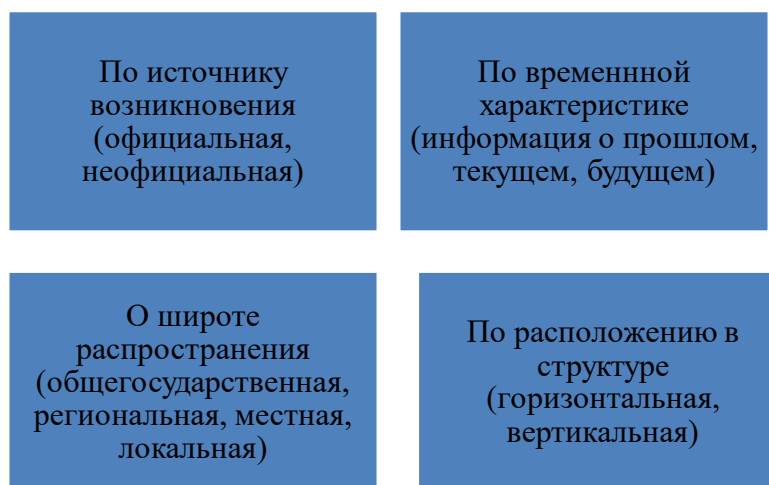 По источнику
возникновения
(официальная,
неофициальная)
По временнной
характеристике
(информация о прошлом,
текущем, будущем)
О широте
распространения
(общегосударственная,
региональная, местная,
локальная)
По расположению в
структуре
(горизонтальная,
вертикальная)